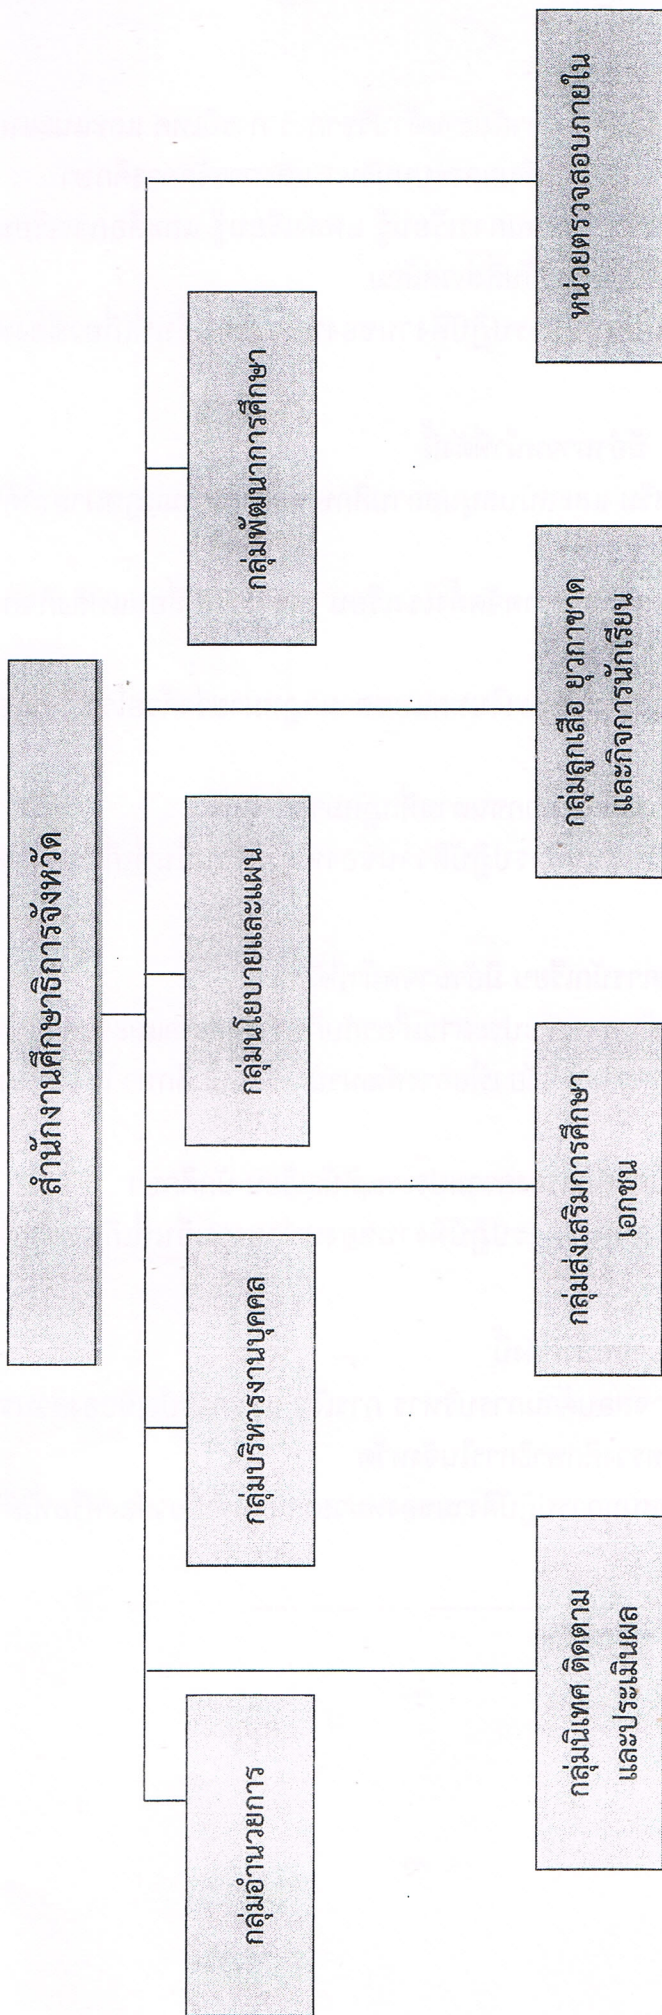 สำนักงานศึกษาธิการจังหวัด
กลุ่มอำนวยการ
กลุ่มบริหารงานบุคคล
กลุ่มนโยบายและแผน
กลุ่มพัฒนาการศึกษา
กลุ่มนิเทศ ติดตาม
และประเมินผล
กลุ่มส่งเสริมการศึกษา
เอกชน
กลุ่มลูกเสือ ยุวกาชาด
และกิจการนักเรียน
หน่วยตรวจสอบภายใน